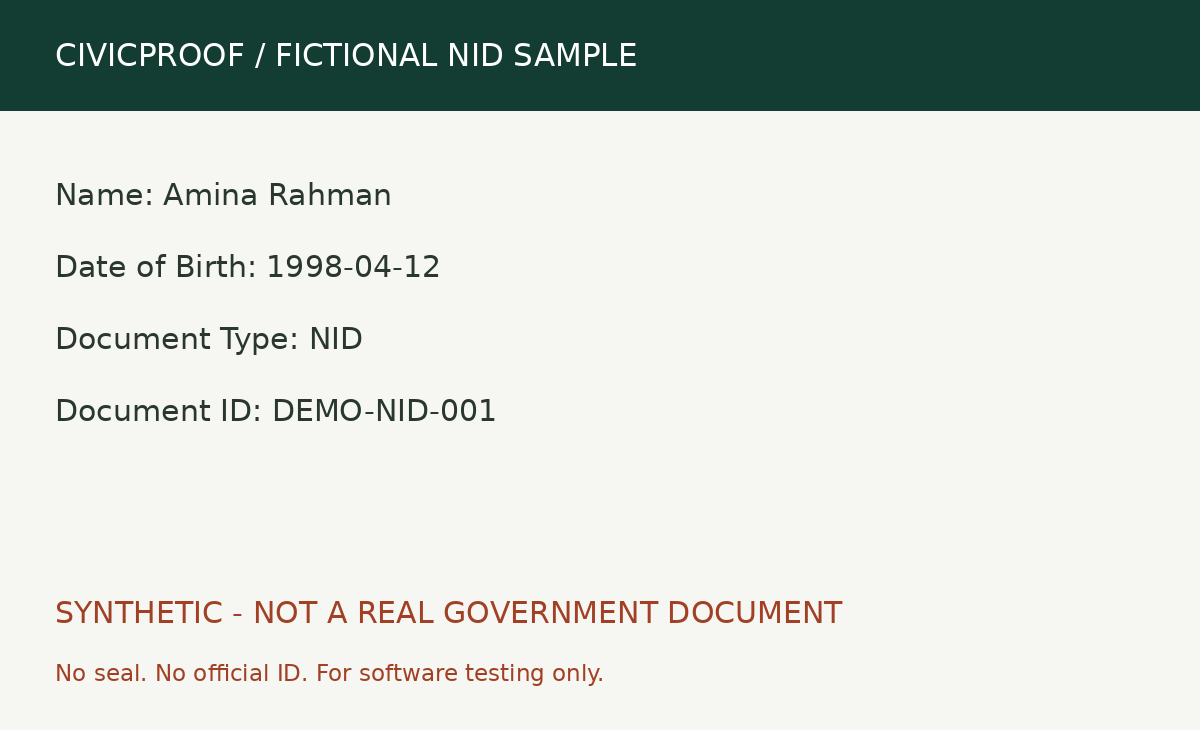 CIVICPROOF / FICTIONAL NID SAMPLE
Name: Amina Rahman
Date of Birth: 1998-04-12
Document Type: NID
Document ID: DEMO-NID-001
SYNTHETIC - NOT A REAL GOVERNMENT DOCUMENT
No seal. No official ID. For software testing only.